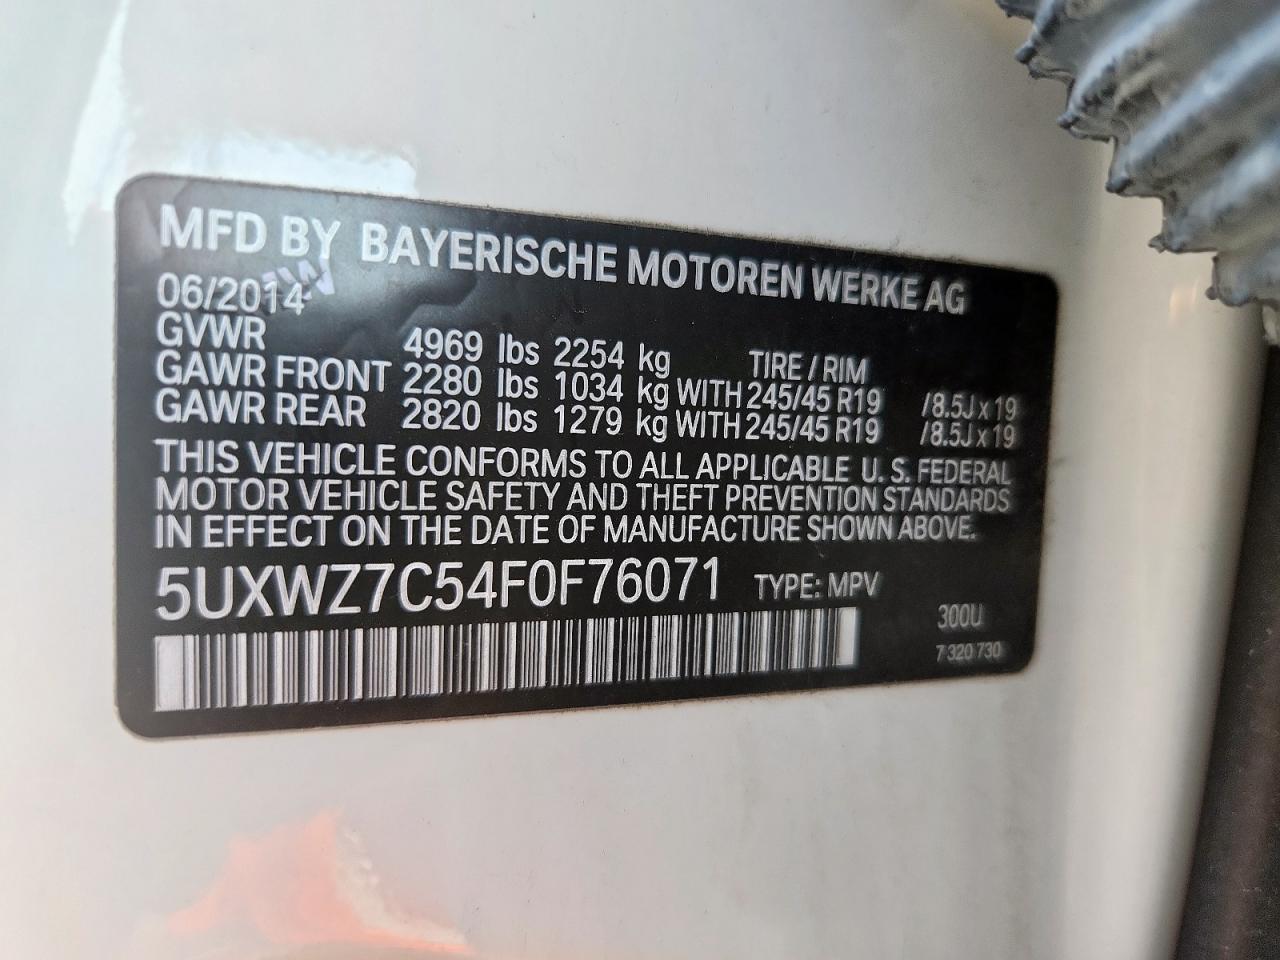 MFD BY BAYERISCHE MOTOREN WERKE AG
06/2014
GVWR 4969 lbs 2254 kg TIRE / RIM
GAWR FRONT 2280 lbs 1034 kg WITH 245/45 R19 /8.5J x 19
GAWR REAR 2820 lbs 1279 kg WITH 245/45 R19 /8.5J x 19
THIS VEHICLE CONFORMS TO ALL APPLICABLE U. S. FEDERAL
MOTOR VEHICLE SAFETY AND THEFT PREVENTION STANDARDS
IN EFFECT ON THE DATE OF MANUFACTURE SHOWN ABOVE.
5UXWZ7C54F0F76071 TYPE: MPV
300U
7 320 730